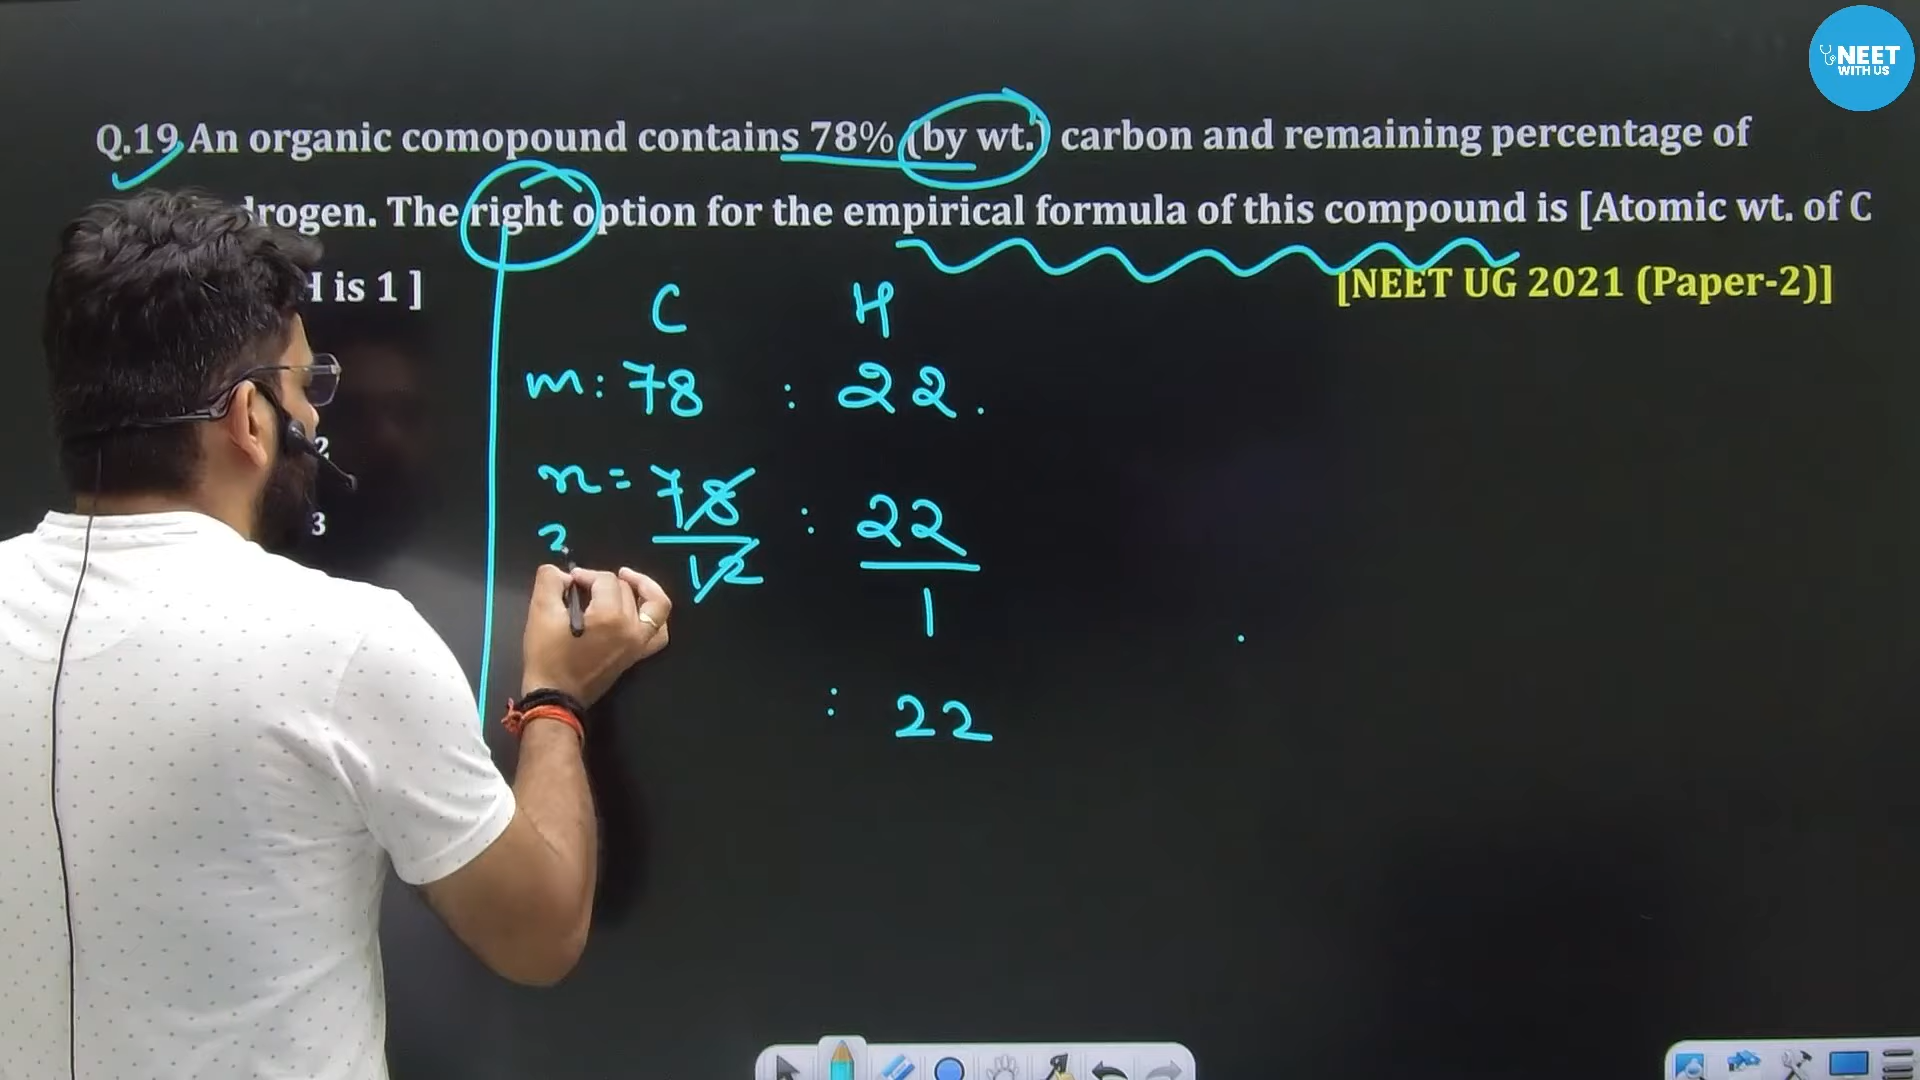 NEET
WITH US
Q.19 An organic comopound contains 78% (by wt.) carbon and remaining percentage of
drogen. The right option for the empirical formula of this compound is [Atomic wt. of C
H is 1 ]
[NEET UG 2021 (Paper-2)]
C H
m: 78 : 22.
2
n = 78/12 : 22/1
3
: 22